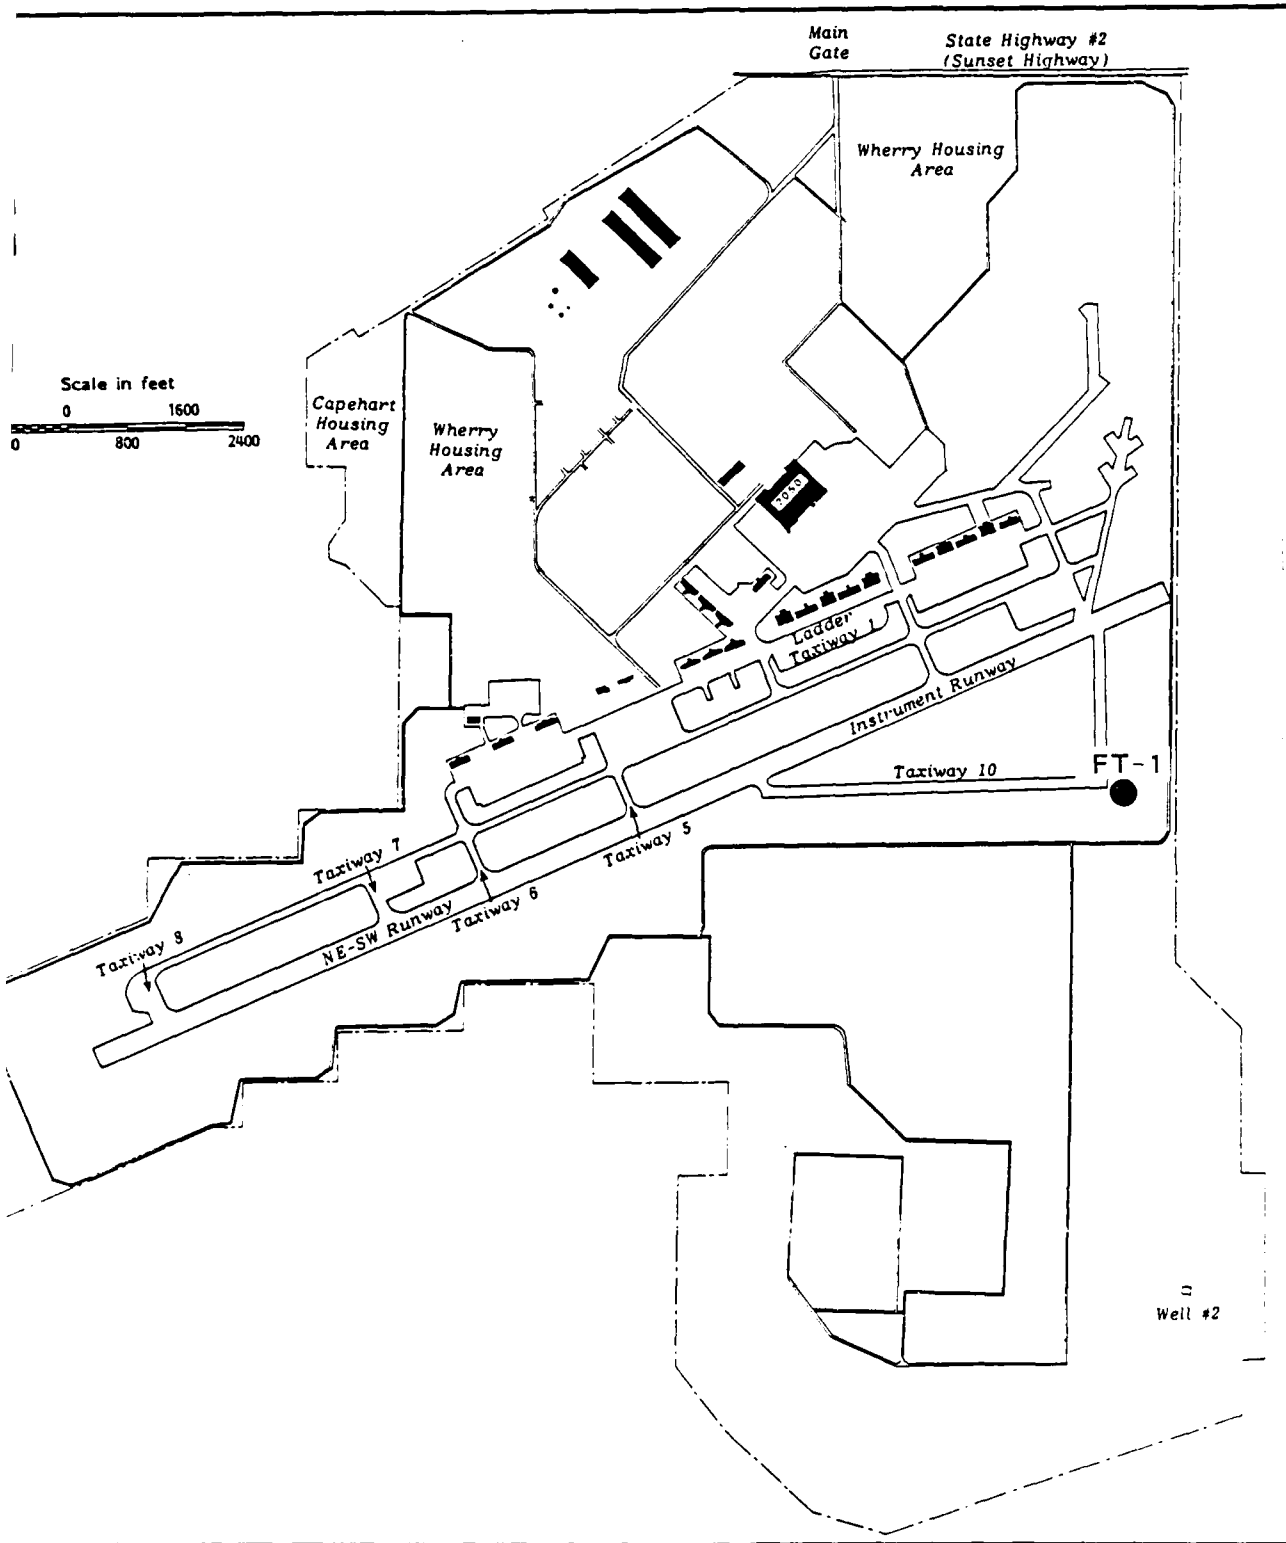 Main
Gate
State Highway #2
(Sunset Highway)
Wherry Housing
Area
Scale in feet
0 1600
0 800 2400
Capehart
Housing
Area
Wherry
Housing
Area
2050
Ladder
Taxiway 1
Instrument Runway
Taxiway 10
FT-1
Taxiway 5
Taxiway 7
Taxiway 6
NE-SW Runway
Taxiway 8
Well #2